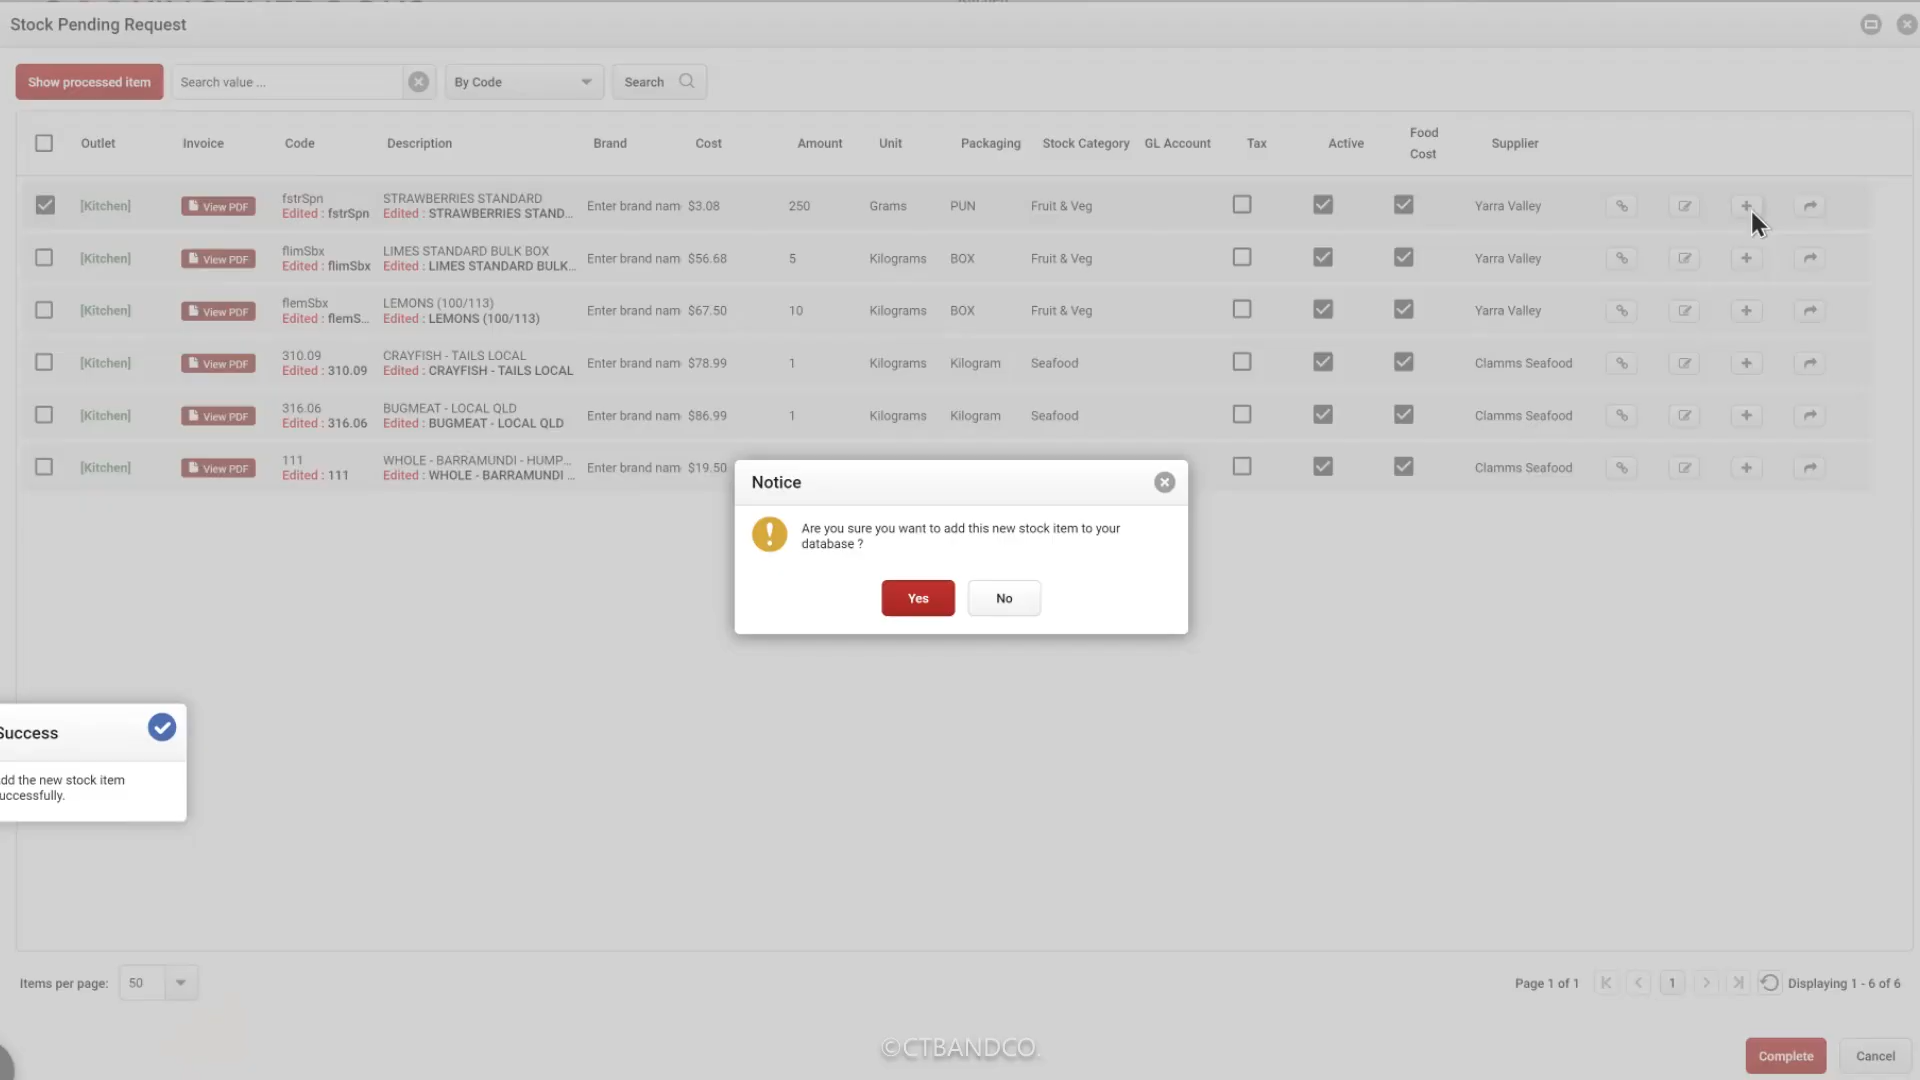 Stock Pending Request
Show processed item
Search value ...
By Code
Search
Outlet Invoice Code Description Brand Cost Amount Unit Packaging Stock Category GL Account Tax Active Food Cost Supplier
[Kitchen] View PDF fstrSpn STRAWBERRIES STANDARD Enter brand nam $3.08 250 Grams PUN Fruit & Veg Yarra Valley
Edited : fstrSpn Edited : STRAWBERRIES STAND...
[Kitchen] View PDF flimSbx LIMES STANDARD BULK BOX Enter brand nam $56.68 5 Kilograms BOX Fruit & Veg Yarra Valley
Edited : flimSbx Edited : LIMES STANDARD BULK...
[Kitchen] View PDF flemSbx LEMONS (100/113) Enter brand nam $67.50 10 Kilograms BOX Fruit & Veg Yarra Valley
Edited : flemS... Edited : LEMONS (100/113)
[Kitchen] View PDF 310.09 CRAYFISH - TAILS LOCAL Enter brand nam $78.99 1 Kilograms Kilogram Seafood Clamms Seafood
Edited : 310.09 Edited : CRAYFISH - TAILS LOCAL
[Kitchen] View PDF 316.06 BUGMEAT - LOCAL QLD Enter brand nam $86.99 1 Kilograms Kilogram Seafood Clamms Seafood
Edited : 316.06 Edited : BUGMEAT - LOCAL QLD
[Kitchen] View PDF 111 WHOLE - BARRAMUNDI - HUMP... Enter brand nam $19.50 Clamms Seafood
Edited : 111 Edited : WHOLE - BARRAMUNDI ...
Notice
Are you sure you want to add this new stock item to your
database ?
Yes No
Success
dd the new stock item
uccessfully.
Items per page: 50
Page 1 of 1
1
Displaying 1 - 6 of 6
©CTBANDCO.
Complete Cancel